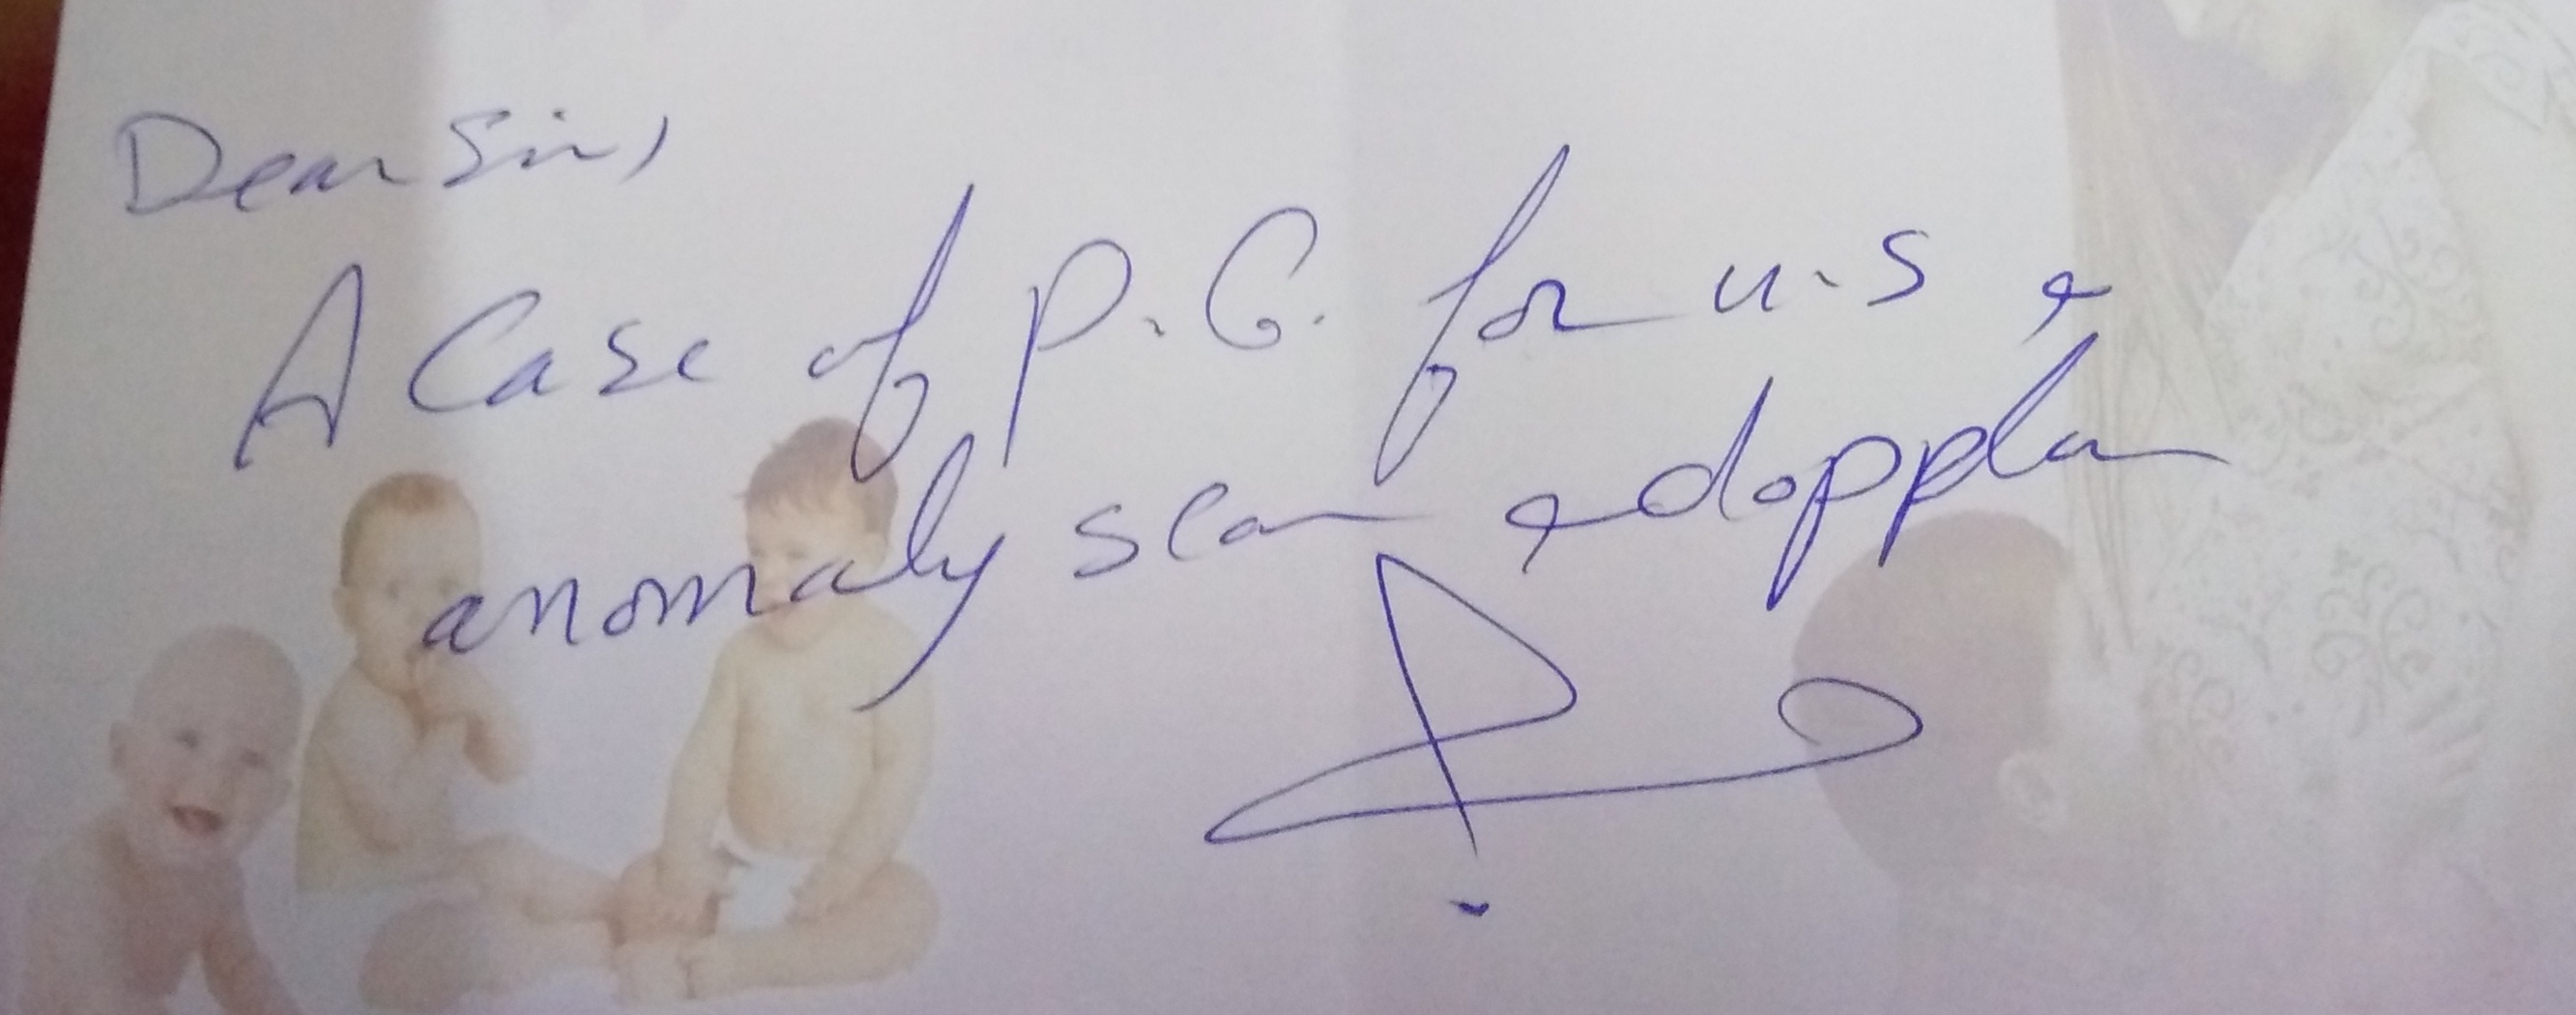 Dear Sir,
A Case of P.G. for U.S &
anomaly scan & doppler